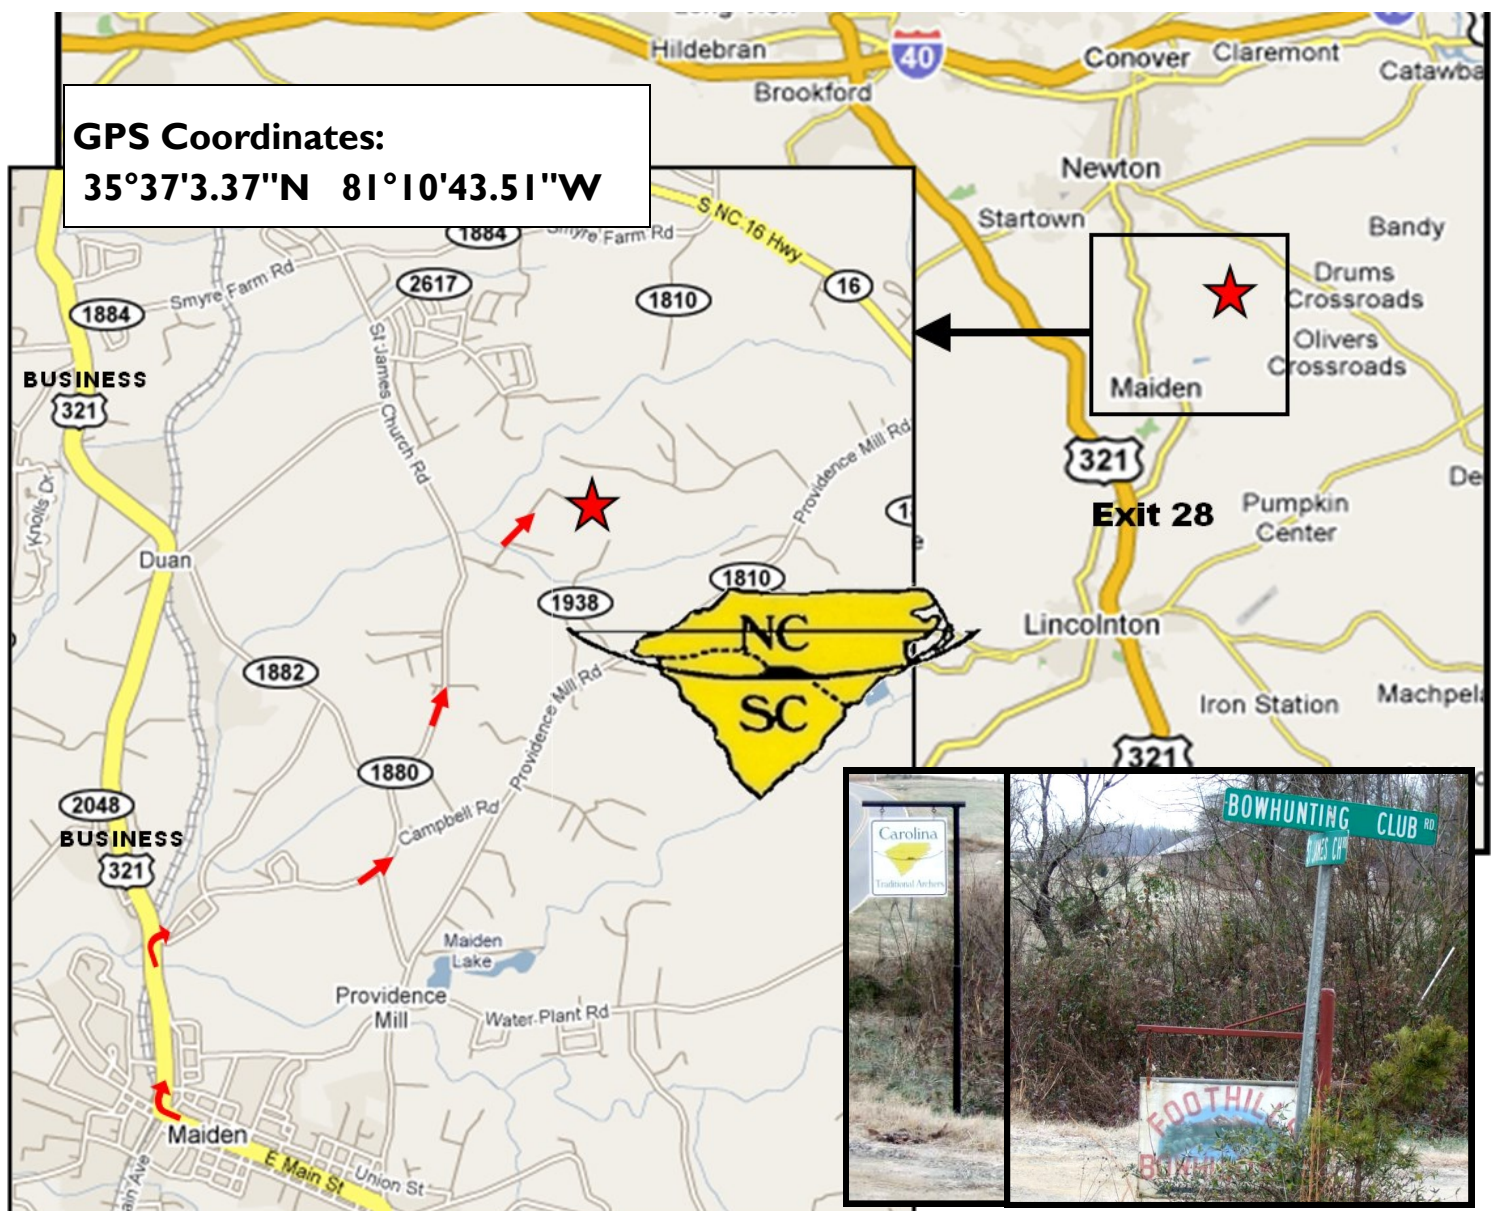 GPS Coordinates:
35°37'3.37"N 81°10'43.51"W
Hildebran
40
Conover
Claremont
Catawba
Brookford
Newton
Startown
Bandy
Drums
Crossroads
Olivers
Crossroads
Maiden
321
Exit 28
Pumpkin
Center
Lincolnton
Iron Station
321
S NC 16 Hwy
16
1884
Smyre Farm Rd
2617
1810
Smyre Farm Rd
1884
St James Church Rd
BUSINESS
321
Knolls Dr
Providence Mill Rd
Duan
1810
1938
1882
NC
SC
Providence Mill Rd
1880
2048
BUSINESS
321
Campbell Rd
Maiden
Lake
Providence
Mill
Water Plant Rd
Maiden
E Main St
Union St
Carolina
Traditional Archers
BOWHUNTING CLUB RD